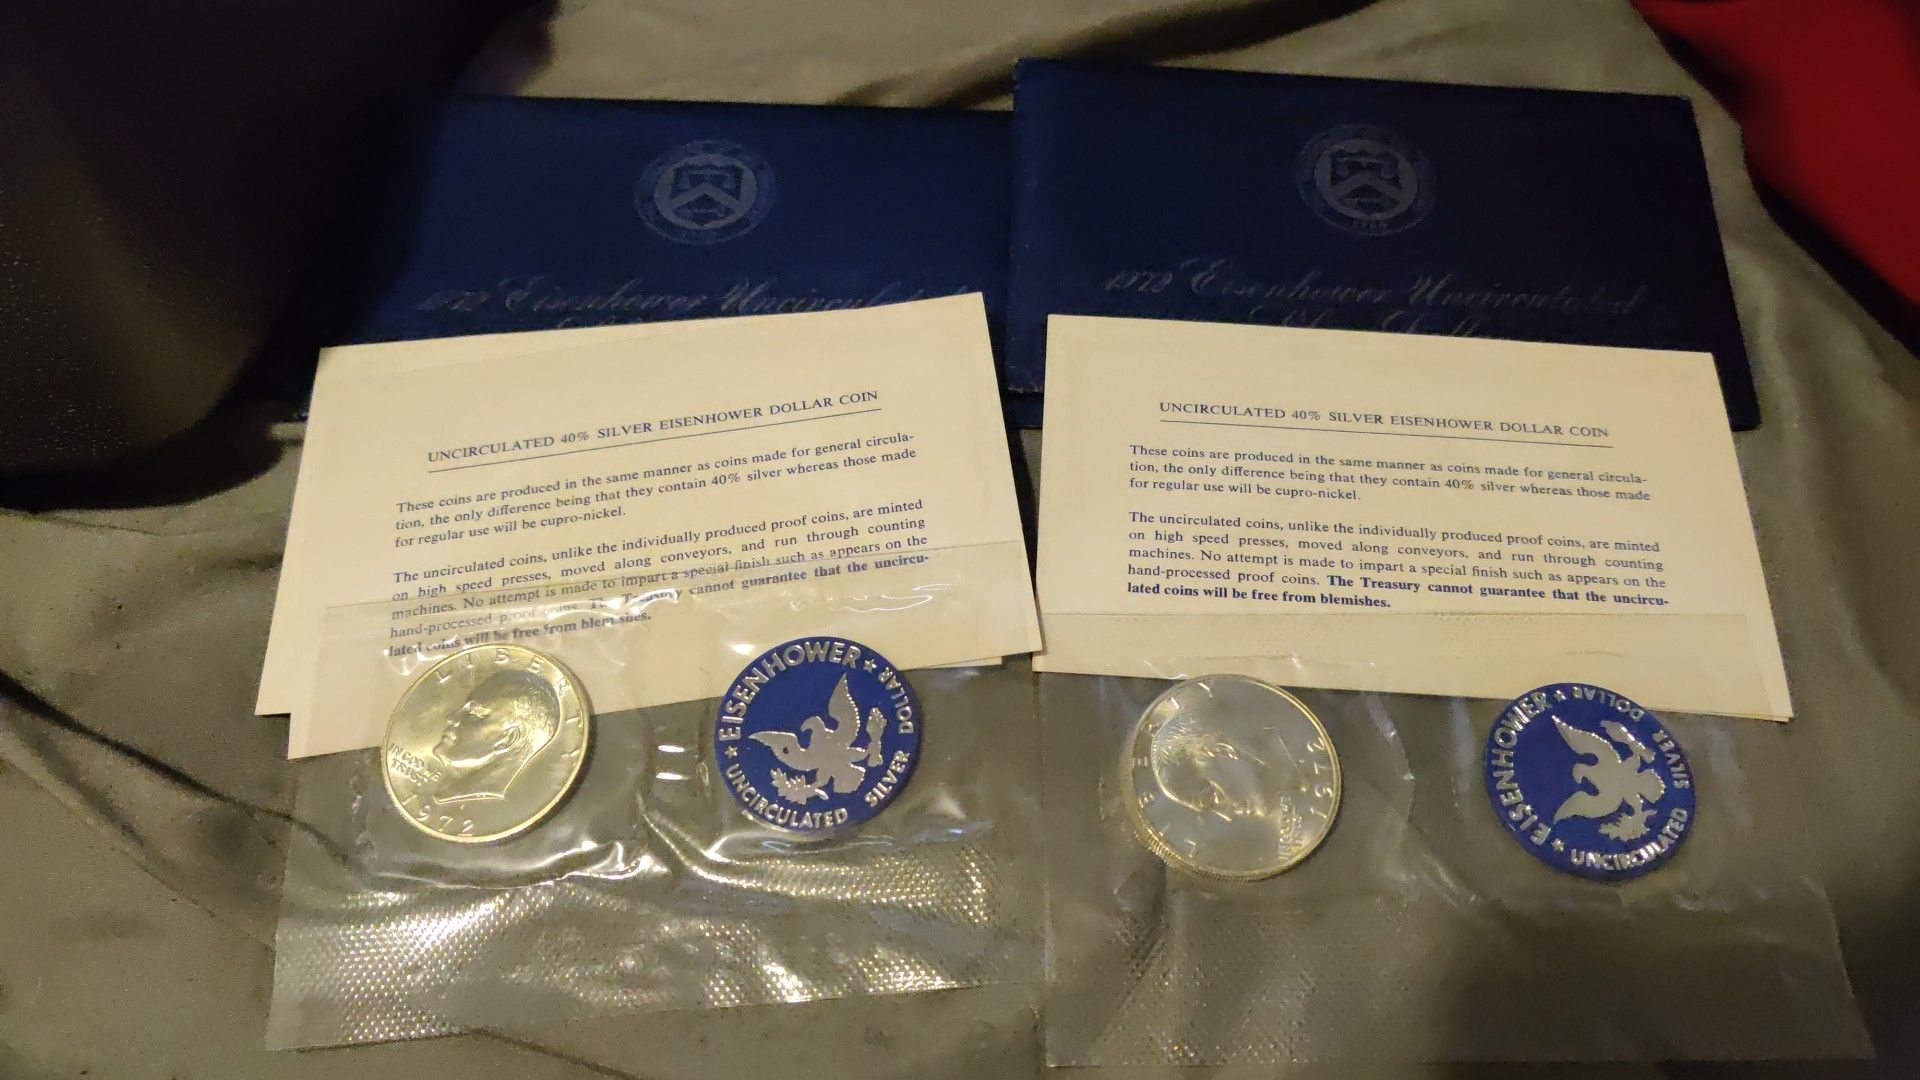 1972 Eisenhower Uncirculated
1972 Eisenhower Uncirculated
UNCIRCULATED 40% SILVER EISENHOWER DOLLAR COIN
These coins are produced in the same manner as coins made for general circula-
tion, the only difference being that they contain 40% silver whereas those made
for regular use will be cupro-nickel.
The uncirculated coins, unlike the individually produced proof coins, are minted
on high speed presses, moved along conveyors, and run through counting
machines. No attempt is made to impart a special finish such as appears on the
hand-processed proof coins. The Treasury cannot guarantee that the uncircu-
lated coins will be free from blemishes.
UNCIRCULATED 40% SILVER EISENHOWER DOLLAR COIN
These coins are produced in the same manner as coins made for general circula-
tion, the only difference being that they contain 40% silver whereas those made
for regular use will be cupro-nickel.
The uncirculated coins, unlike the individually produced proof coins, are minted
on high speed presses, moved along conveyors, and run through counting
machines. No attempt is made to impart a special finish such as appears on the
hand-processed proof coins. The Treasury cannot guarantee that the uncircu-
lated coins will be free from blemishes.
LIBERTY
IN GOD WE
TRUST
1972
EISENHOWER ★ DOLLAR
★ UNCIRCULATED SILVER
LIBERTY
IN GOD WE
TRUST
1972
EISENHOWER ★ DOLLAR
★ UNCIRCULATED SILVER